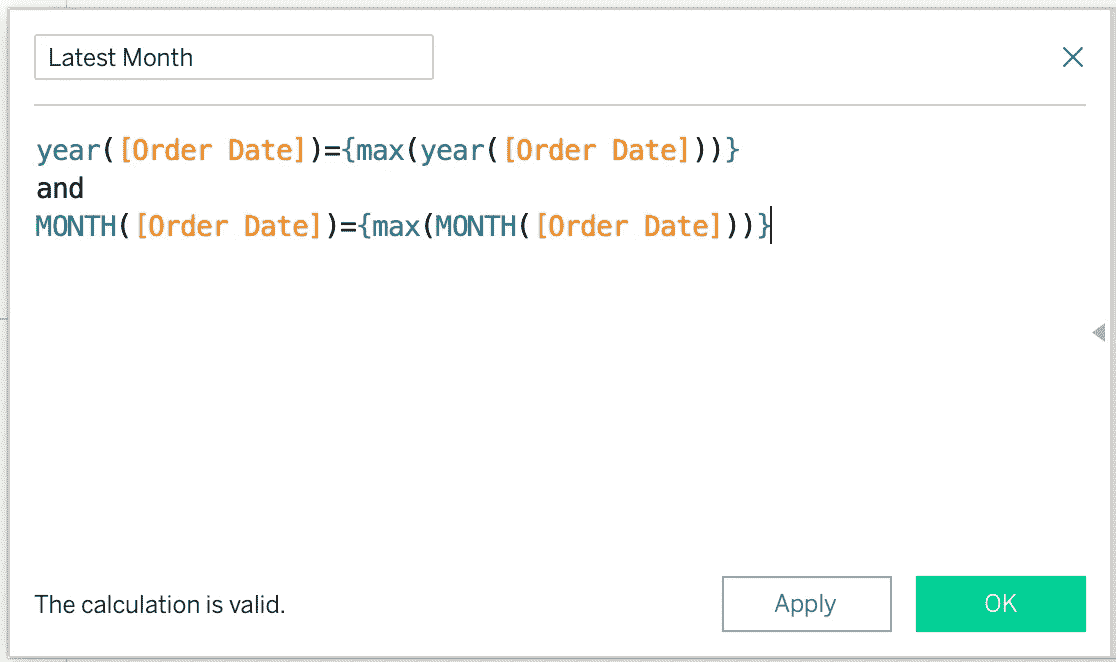 Latest Month
year([Order Date])={max(year([Order Date]))}
and
MONTH([Order Date])={max(MONTH([Order Date]))}
The calculation is valid.
Apply
OK